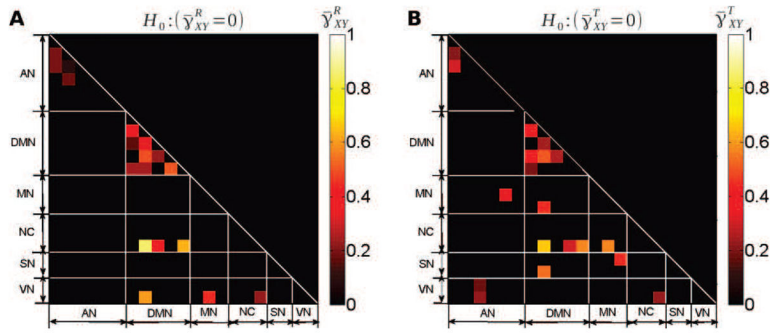 A
H₀:(γ̄ᴿ_XY=0)
γ̄ᴿ_XY
AN
DMN
MN
NC
SN
VN
1
0.8
0.6
0.4
0.2
0
AN DMN MN NC SN VN
B
H₀:(γ̄ᵀ_XY=0)
γ̄ᵀ_XY
AN
DMN
MN
NC
SN
VN
1
0.8
0.6
0.4
0.2
0
AN DMN MN NC SN VN